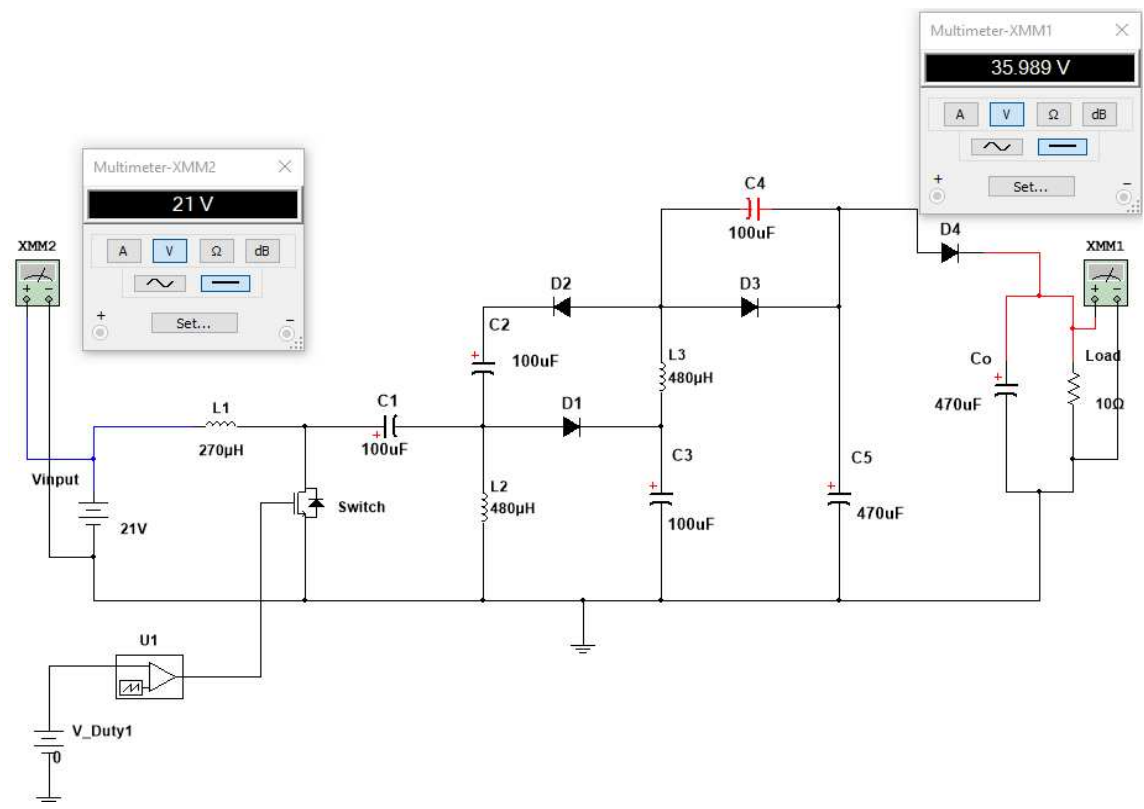 Multimeter-XMM1
35.989 V
A V Ω dB
+ Set... −
Multimeter-XMM2
21 V
A V Ω dB
+ Set... −
XMM2
+ −
XMM1
+ −
C4
100uF
D4
D2
D3
C2
+
100uF
L3
480µH
Co
+
470uF
Load
10Ω
L1
270µH
C1
+
100uF
D1
C3
+
100uF
C5
+
470uF
Vinput
21V
L2
480µH
Switch
U1
V_Duty1
0